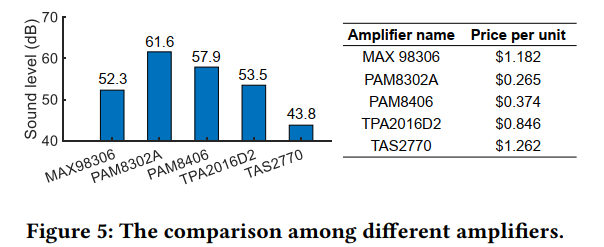 Sound level (dB)
70
60
50
40
52.3
61.6
57.9
53.5
43.8
MAX98306
PAM8302A
PAM8406
TPA2016D2
TAS2770
Amplifier name Price per unit
MAX 98306 $1.182
PAM8302A $0.265
PAM8406 $0.374
TPA2016D2 $0.846
TAS2770 $1.262
Figure 5: The comparison among different amplifiers.